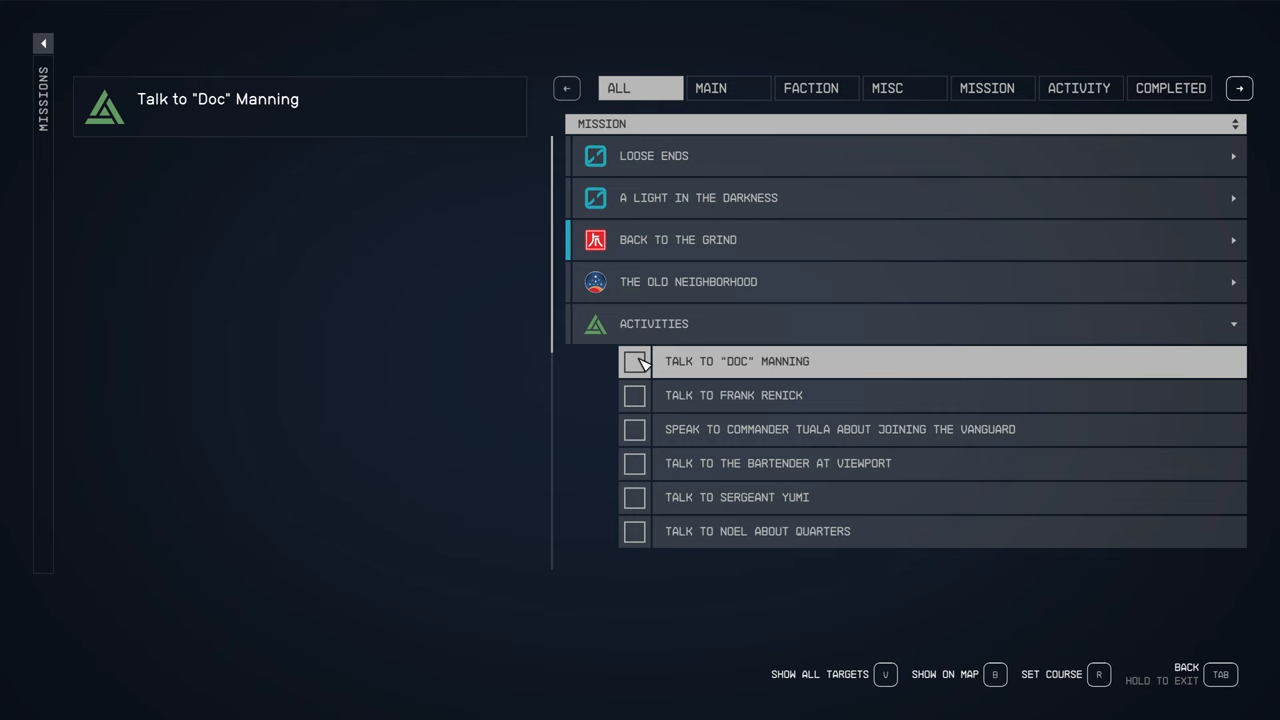 MISSIONS
Talk to "Doc" Manning
ALL
MAIN
FACTION
MISC
MISSION
ACTIVITY
COMPLETED
MISSION
LOOSE ENDS
A LIGHT IN THE DARKNESS
BACK TO THE GRIND
THE OLD NEIGHBORHOOD
ACTIVITIES
TALK TO "DOC" MANNING
TALK TO FRANK RENICK
SPEAK TO COMMANDER TUALA ABOUT JOINING THE VANGUARD
TALK TO THE BARTENDER AT VIEWPORT
TALK TO SERGEANT YUMI
TALK TO NOEL ABOUT QUARTERS
SHOW ALL TARGETS V
SHOW ON MAP B
SET COURSE R
BACK
HOLD TO EXIT
TAB